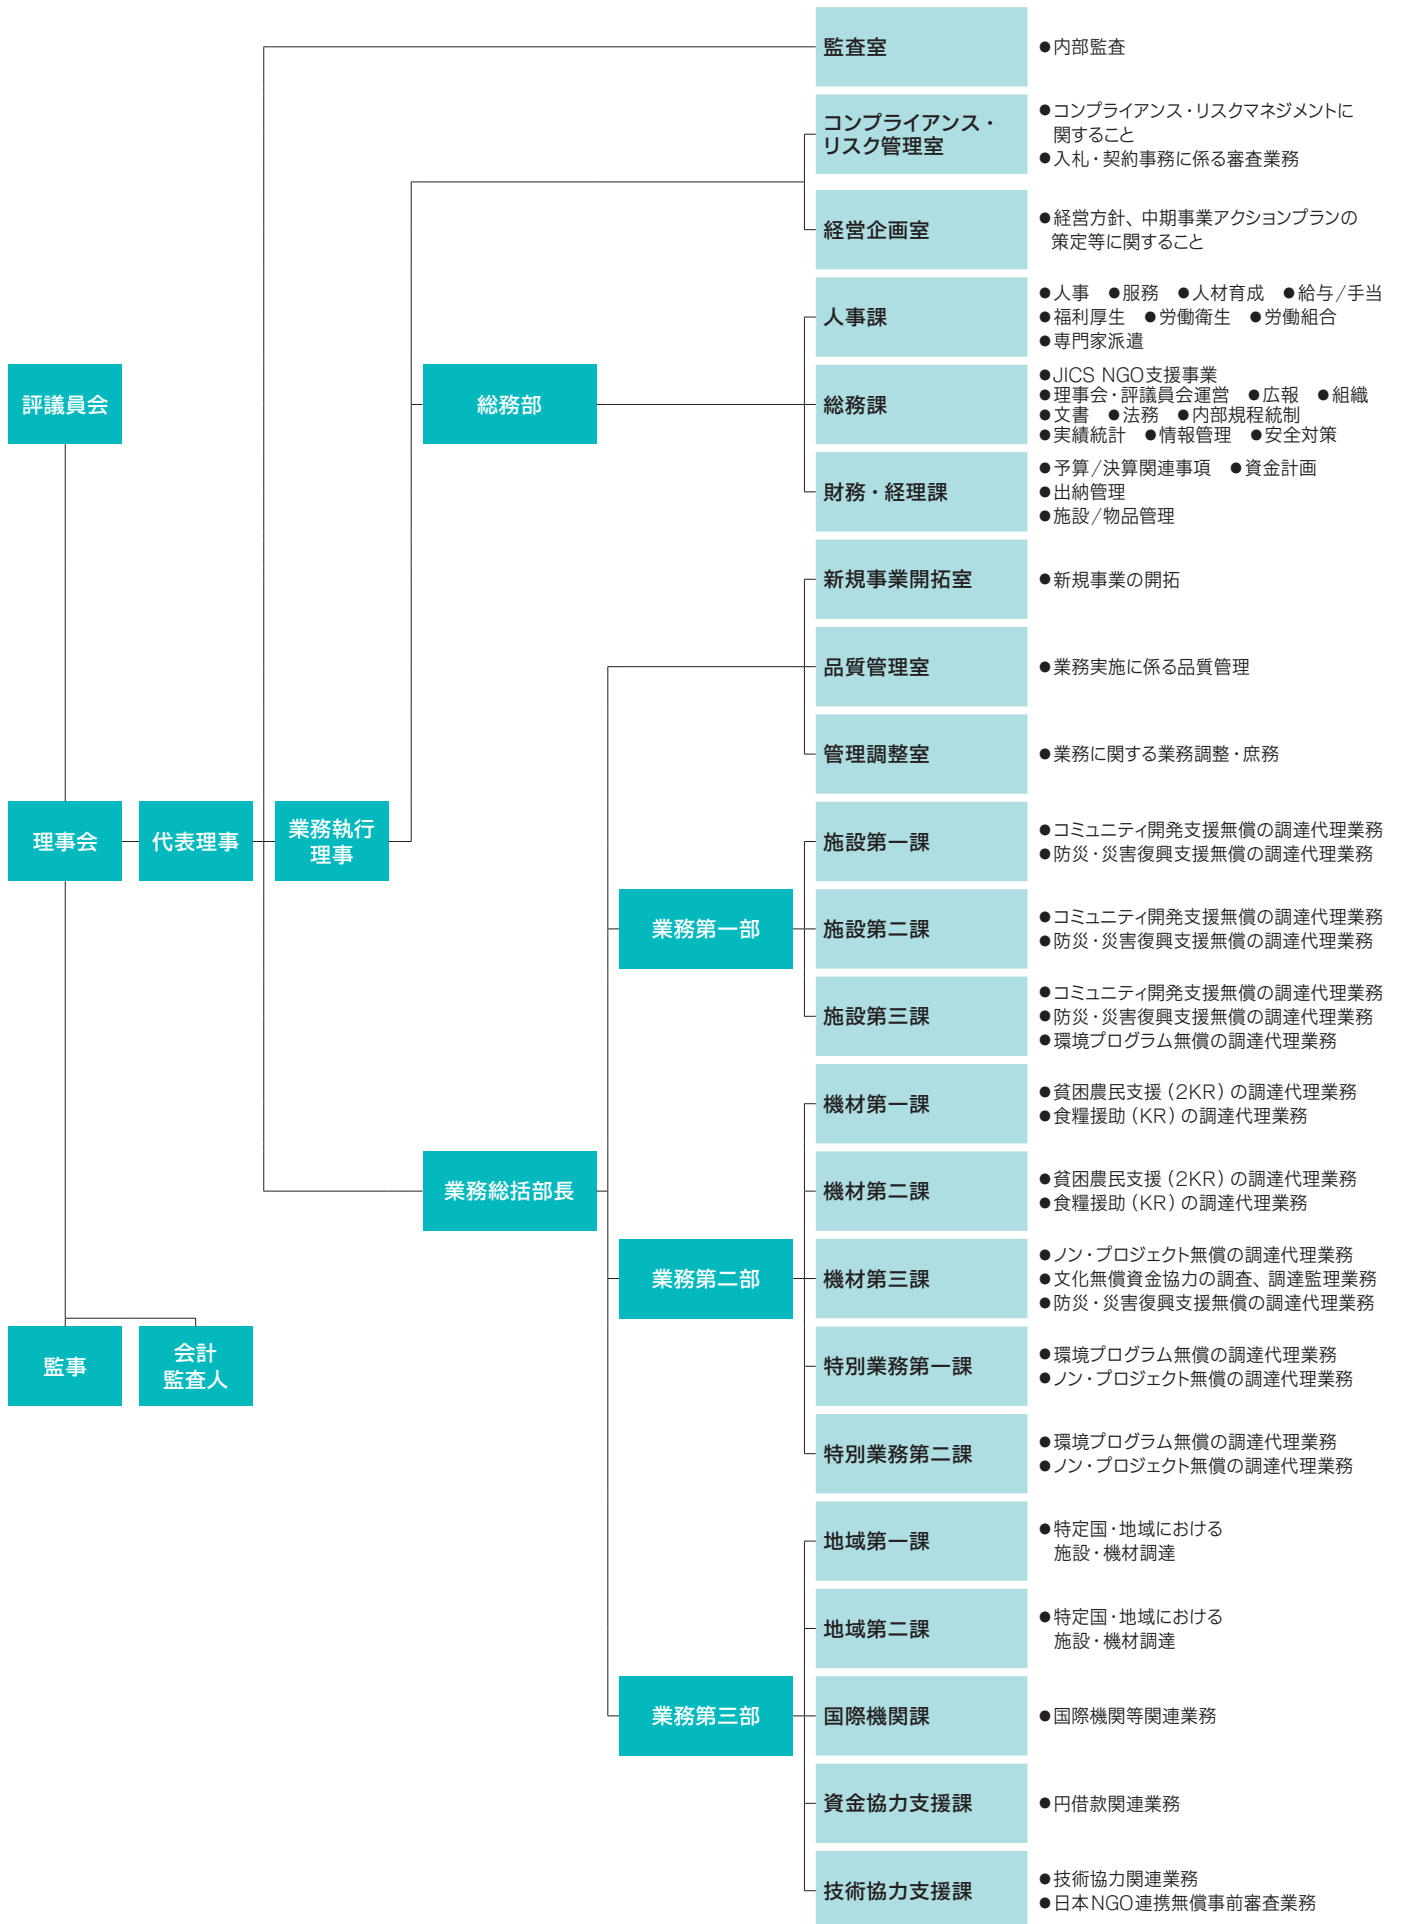 監査室
●内部監査
コンプライアンス・
リスク管理室
●コンプライアンス・リスクマネジメントに
関すること
●入札・契約事務に係る審査業務
経営企画室
●経営方針、中期事業アクションプランの
策定等に関すること
人事課
●人事 ●服務 ●人材育成 ●給与/手当
●福利厚生 ●労働衛生 ●労働組合
●専門家派遣
評議員会
総務部
総務課
●JICS NGO支援事業
●理事会・評議員会運営 ●広報 ●組織
●文書 ●法務 ●内部規程統制
●実績統計 ●情報管理 ●安全対策
財務・経理課
●予算/決算関連事項 ●資金計画
●出納管理
●施設/物品管理
新規事業開拓室
●新規事業の開拓
品質管理室
●業務実施に係る品質管理
管理調整室
●業務に関する業務調整・庶務
理事会
代表理事
業務執行
理事
施設第一課
●コミュニティ開発支援無償の調達代理業務
●防災・災害復興支援無償の調達代理業務
業務第一部
施設第二課
●コミュニティ開発支援無償の調達代理業務
●防災・災害復興支援無償の調達代理業務
施設第三課
●コミュニティ開発支援無償の調達代理業務
●防災・災害復興支援無償の調達代理業務
●環境プログラム無償の調達代理業務
機材第一課
●貧困農民支援（2KR）の調達代理業務
●食糧援助（KR）の調達代理業務
業務総括部長
機材第二課
●貧困農民支援（2KR）の調達代理業務
●食糧援助（KR）の調達代理業務
業務第二部
機材第三課
●ノン・プロジェクト無償の調達代理業務
●文化無償資金協力の調査、調達監理業務
●防災・災害復興支援無償の調達代理業務
監事
会計
監査人
特別業務第一課
●環境プログラム無償の調達代理業務
●ノン・プロジェクト無償の調達代理業務
特別業務第二課
●環境プログラム無償の調達代理業務
●ノン・プロジェクト無償の調達代理業務
地域第一課
●特定国・地域における
施設・機材調達
地域第二課
●特定国・地域における
施設・機材調達
業務第三部
国際機関課
●国際機関等関連業務
資金協力支援課
●円借款関連業務
技術協力支援課
●技術協力関連業務
●日本NGO連携無償事前審査業務